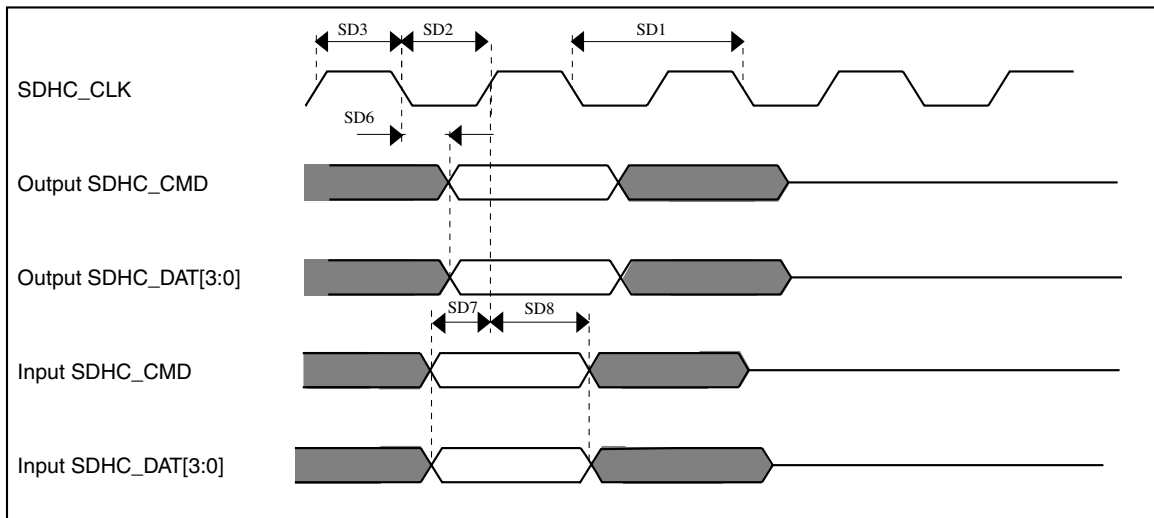 SD3
SD2
SD1
SDHC_CLK
SD6
Output SDHC_CMD
Output SDHC_DAT[3:0]
SD7
SD8
Input SDHC_CMD
Input SDHC_DAT[3:0]